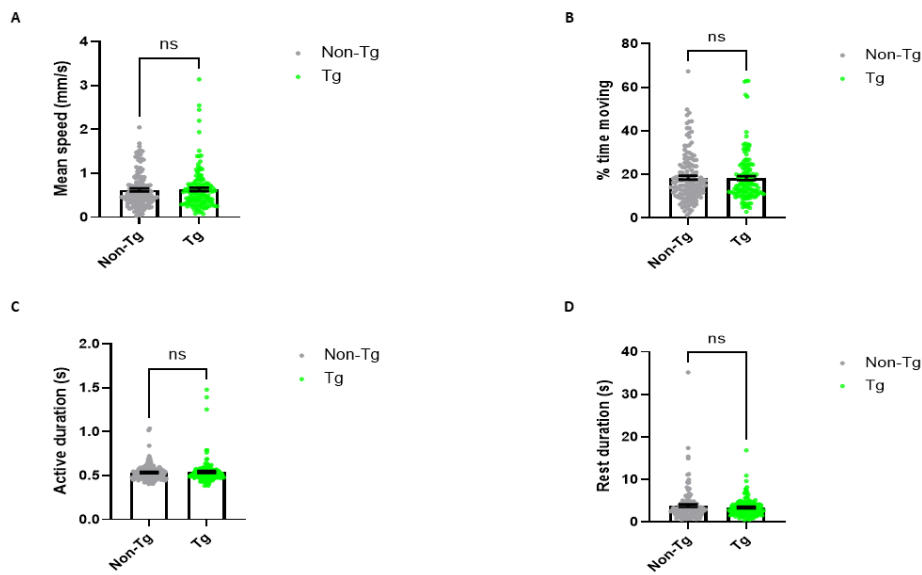 A
Mean speed (mm/s)
4
3
2
1
0
ns
Non-Tg
Tg
Non-Tg
Tg
B
% time moving
80
60
40
20
0
ns
Non-Tg
Tg
Non-Tg
Tg
C
Active duration (s)
2.0
1.5
1.0
0.5
0.0
ns
Non-Tg
Tg
Non-Tg
Tg
D
Rest duration (s)
40
30
20
10
0
ns
Non-Tg
Tg
Non-Tg
Tg